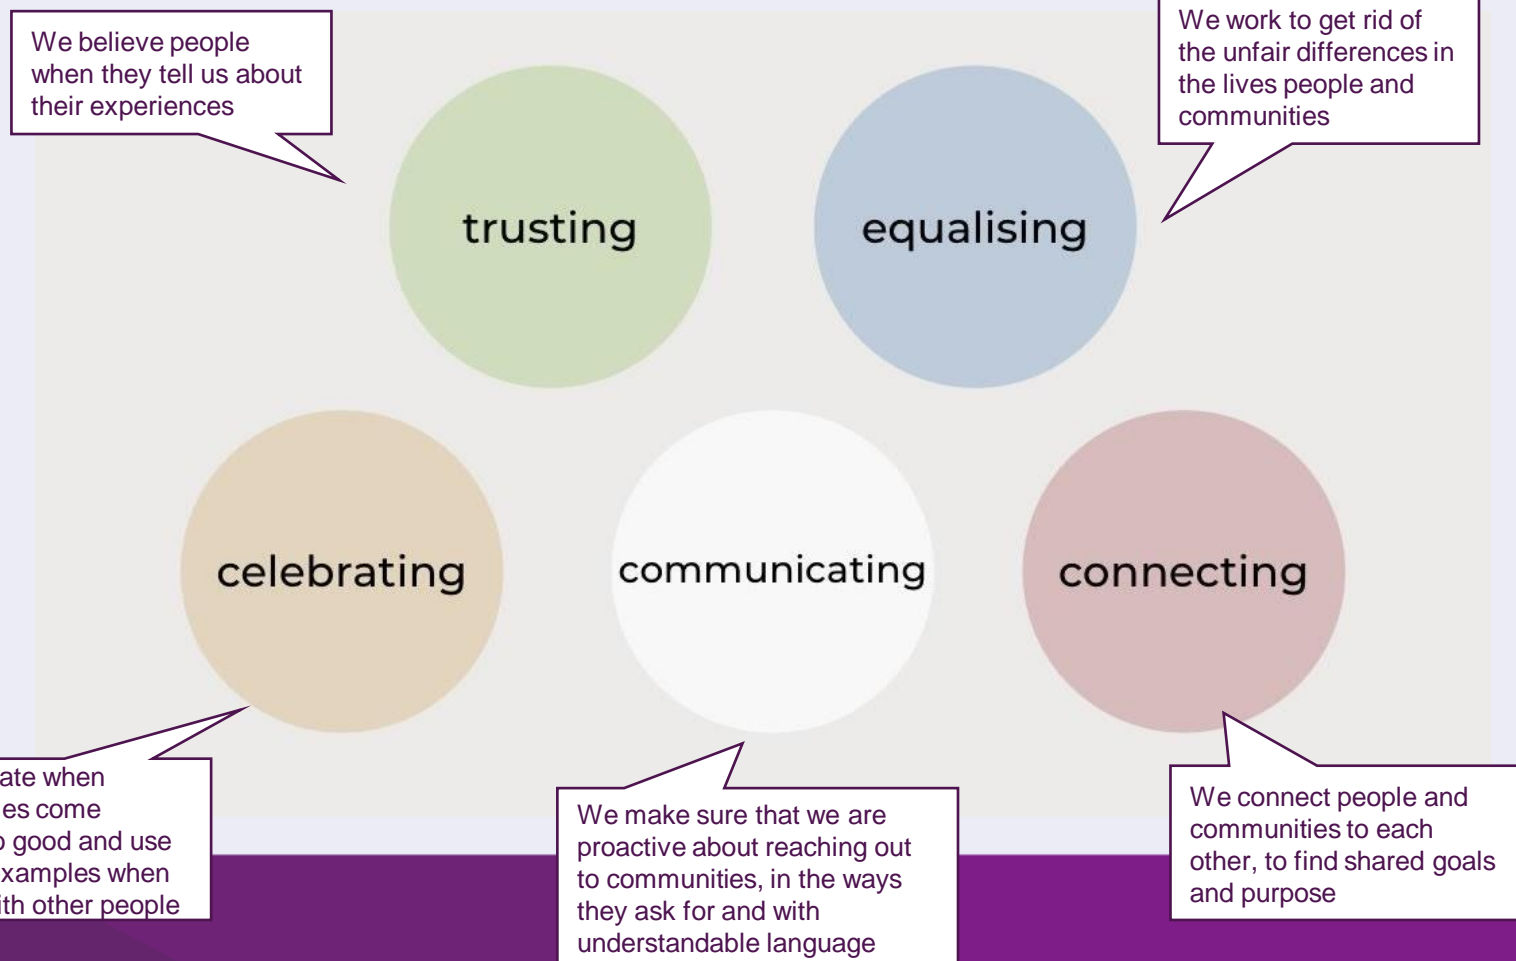 We believe people
when they tell us about
their experiences
We work to get rid of
the unfair differences in
the lives people and
communities
trusting
equalising
celebrating
communicating
connecting
ate when
es come
good and use
xamples when
ith other people
We make sure that we are
proactive about reaching out
to communities, in the ways
they ask for and with
understandable language
We connect people and
communities to each
other, to find shared goals
and purpose